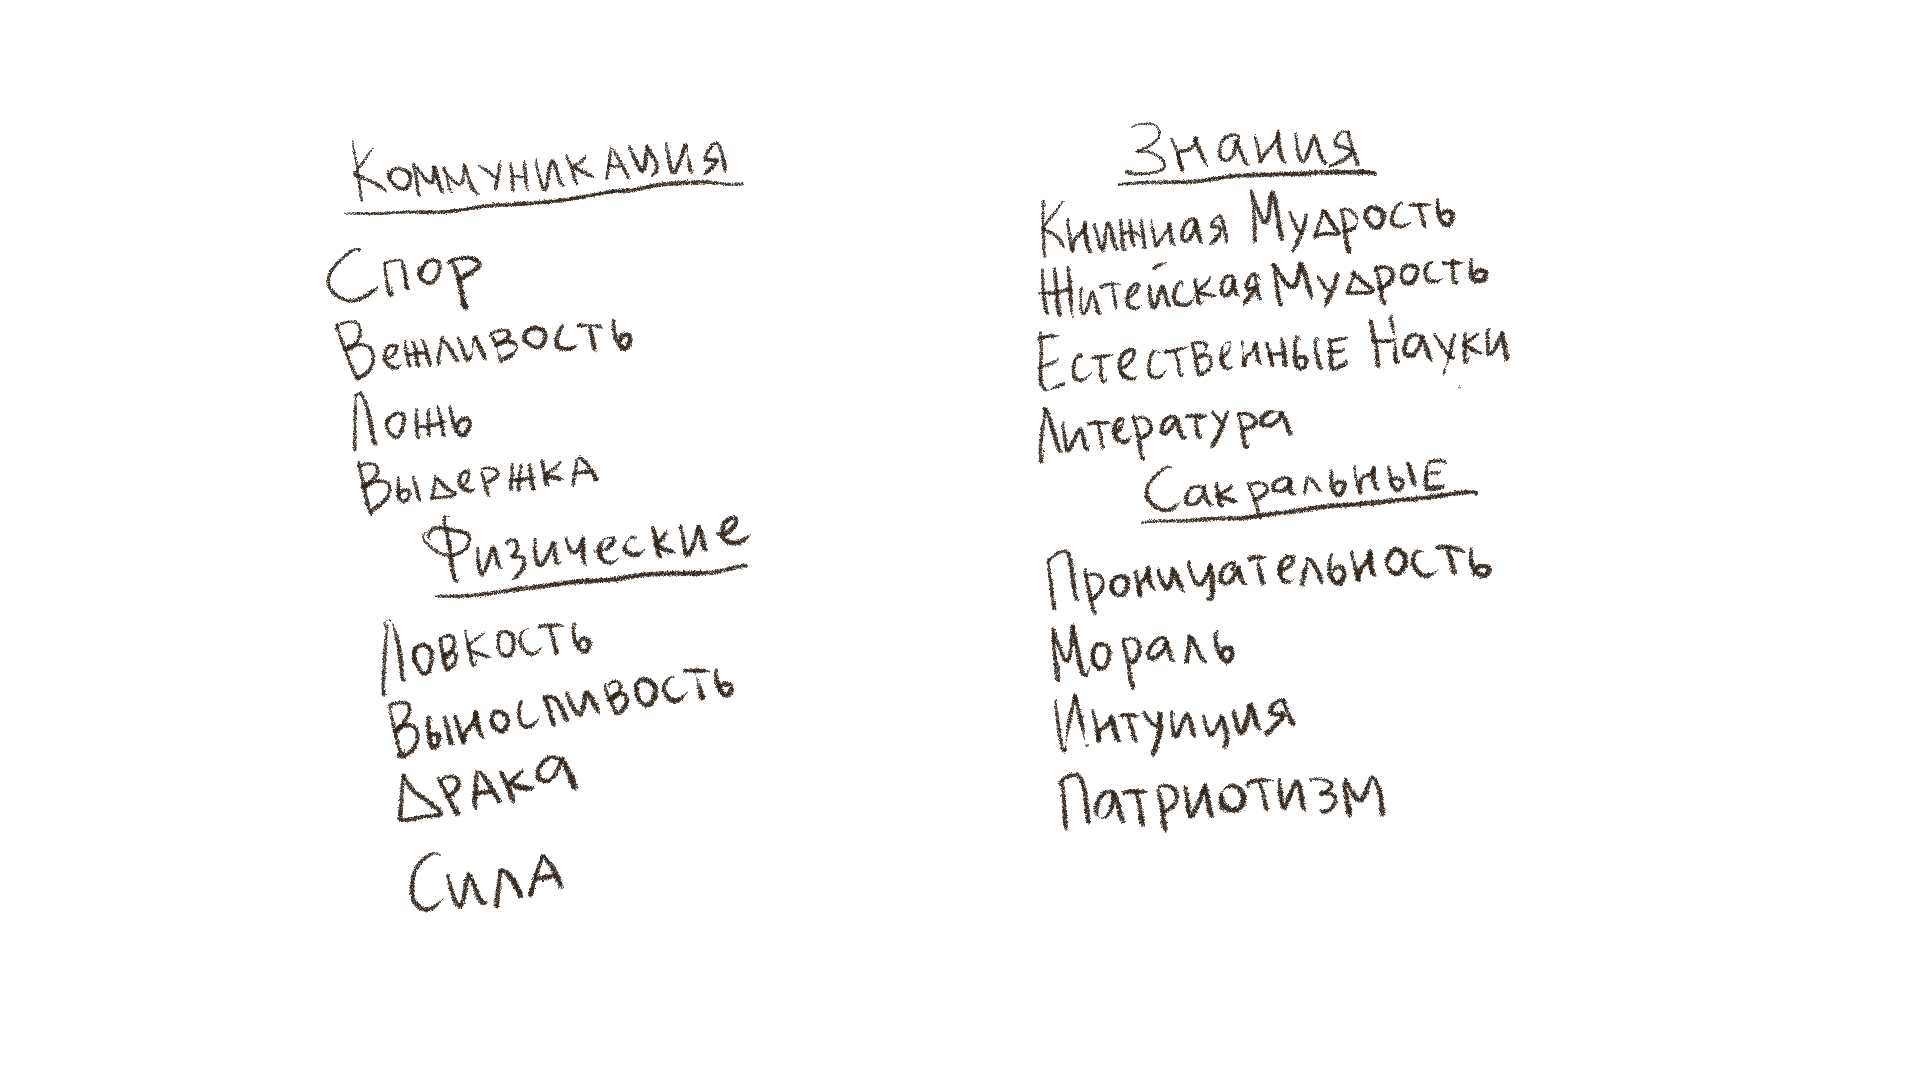 Коммуникация
Спор
Вежливость
Ложь
Выдержка
Физические
Ловкость
Выносливость
Драка
Сила
Знания
Книжная Мудрость
Житейская Мудрость
Естественные Науки
Литература
Сакральные
Проницательность
Мораль
Интуиция
Патриотизм